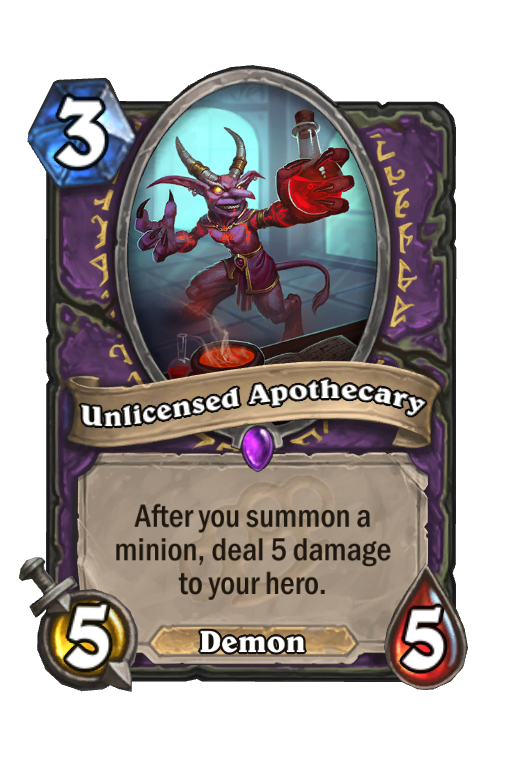 3
Unlicensed Apothecary
After you summon a
minion, deal 5 damage
to your hero.
5
Demon
5